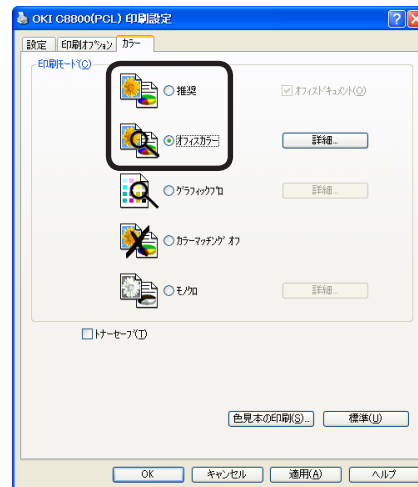 OKI C8800(PCL) 印刷設定
設定 印刷オプション カラー
印刷モード(C)
推奨 オフィスドキュメント(O)
オフィスカラー 詳細...
グラフィックプロ 詳細...
カラーマッチング オフ
モノクロ 詳細...
トナーセーブ(T)
色見本の印刷(S)... 標準(U)
OK キャンセル 適用(A) ヘルプ